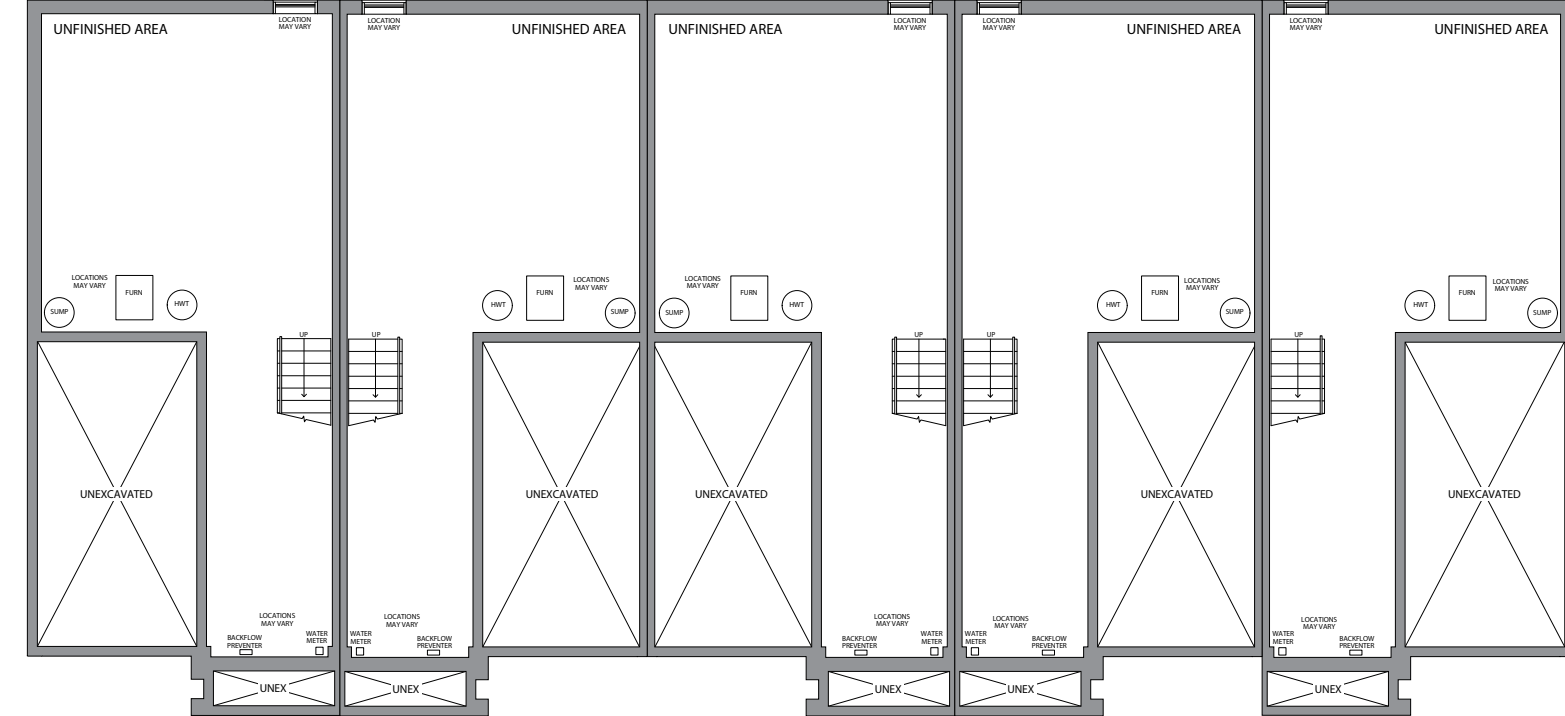 LOCATION
MAY VARY
LOCATION
MAY VARY
LOCATION
MAY VARY
LOCATION
MAY VARY
LOCATION
MAY VARY
UNFINISHED AREA
UNFINISHED AREA
UNFINISHED AREA
UNFINISHED AREA
UNFINISHED AREA
LOCATIONS
MAY VARY
FURN
HWT
SUMP
HWT
FURN
LOCATIONS
MAY VARY
SUMP
LOCATIONS
MAY VARY
FURN
HWT
SUMP
HWT
FURN
LOCATIONS
MAY VARY
SUMP
HWT
FURN
LOCATIONS
MAY VARY
SUMP
UP
UP
UP
UP
UP
UNEXCAVATED
UNEXCAVATED
UNEXCAVATED
UNEXCAVATED
UNEXCAVATED
LOCATIONS
MAY VARY
BACKFLOW
PREVENTER
WATER
METER
LOCATIONS
MAY VARY
WATER
METER
BACKFLOW
PREVENTER
LOCATIONS
MAY VARY
BACKFLOW
PREVENTER
WATER
METER
LOCATIONS
MAY VARY
WATER
METER
BACKFLOW
PREVENTER
LOCATIONS
MAY VARY
WATER
METER
BACKFLOW
PREVENTER
UNEX
UNEX
UNEX
UNEX
UNEX